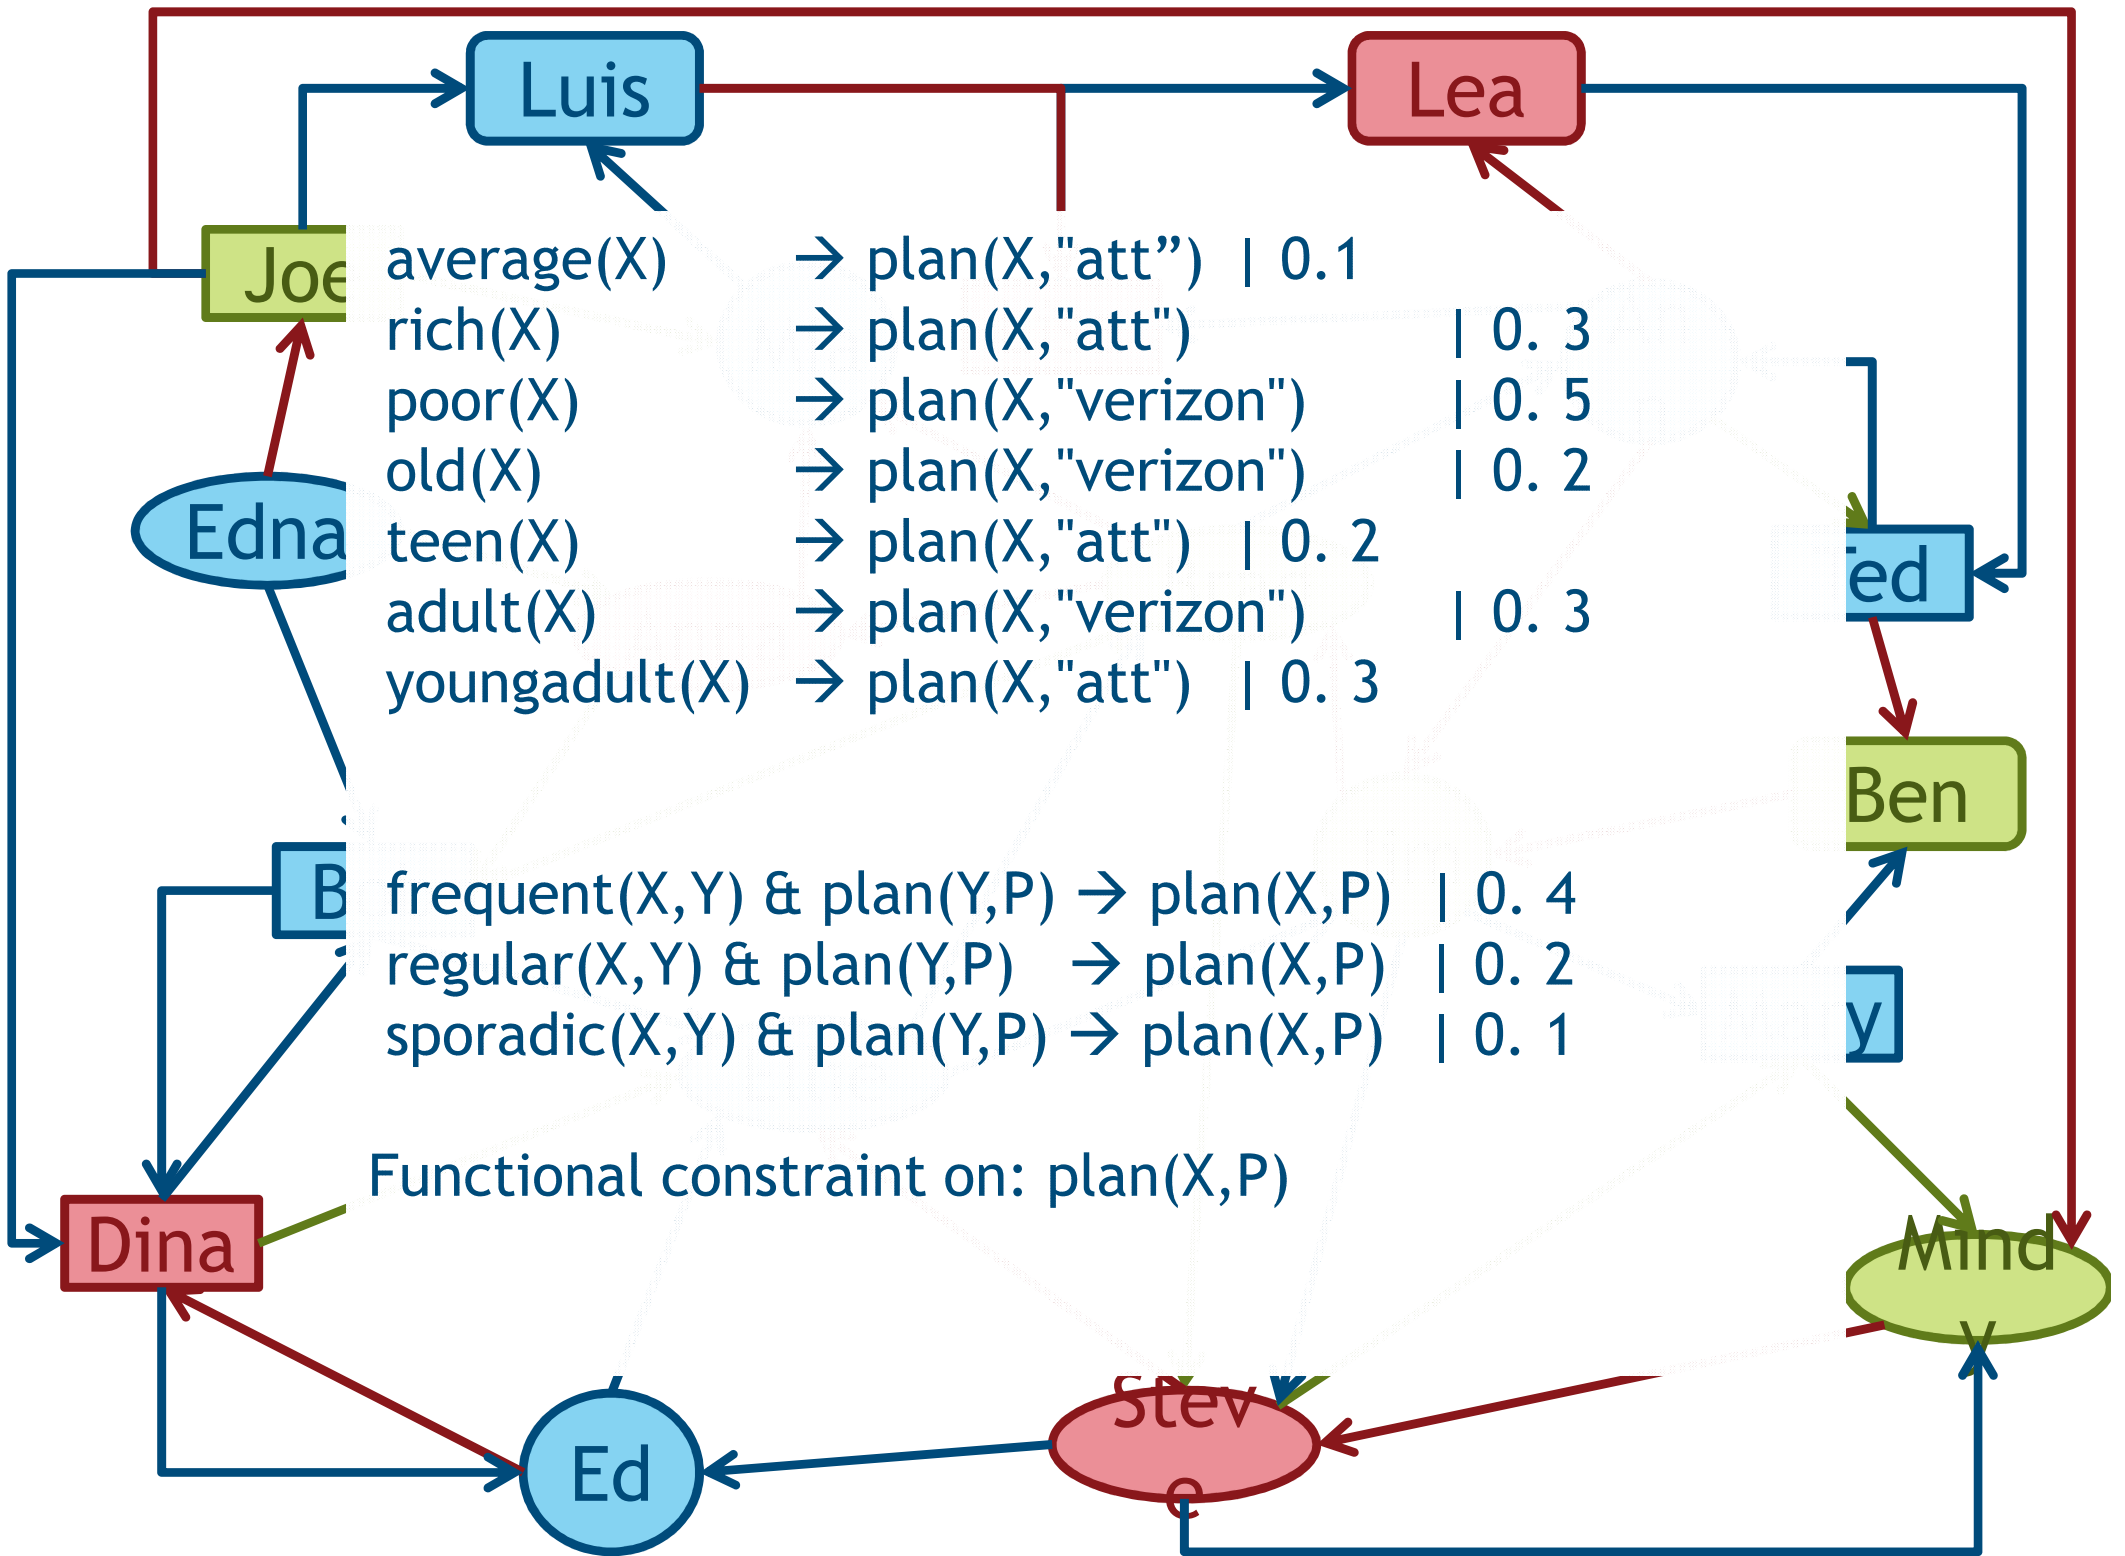 Luis
Lea
Joe
average(X) → plan(X,"att”) | 0.1
rich(X) → plan(X,"att") | 0. 3
poor(X) → plan(X,"verizon") | 0. 5
old(X) → plan(X,"verizon") | 0. 2
Edna
teen(X) → plan(X,"att") | 0. 2
Ted
adult(X) → plan(X,"verizon") | 0. 3
youngadult(X) → plan(X,"att") | 0. 3
Ben
frequent(X,Y) & plan(Y,P) → plan(X,P) | 0. 4
regular(X,Y) & plan(Y,P) → plan(X,P) | 0. 2
sporadic(X,Y) & plan(Y,P) → plan(X,P) | 0. 1
Functional constraint on: plan(X,P)
Dina
Mind
y
Stev
e
Ed